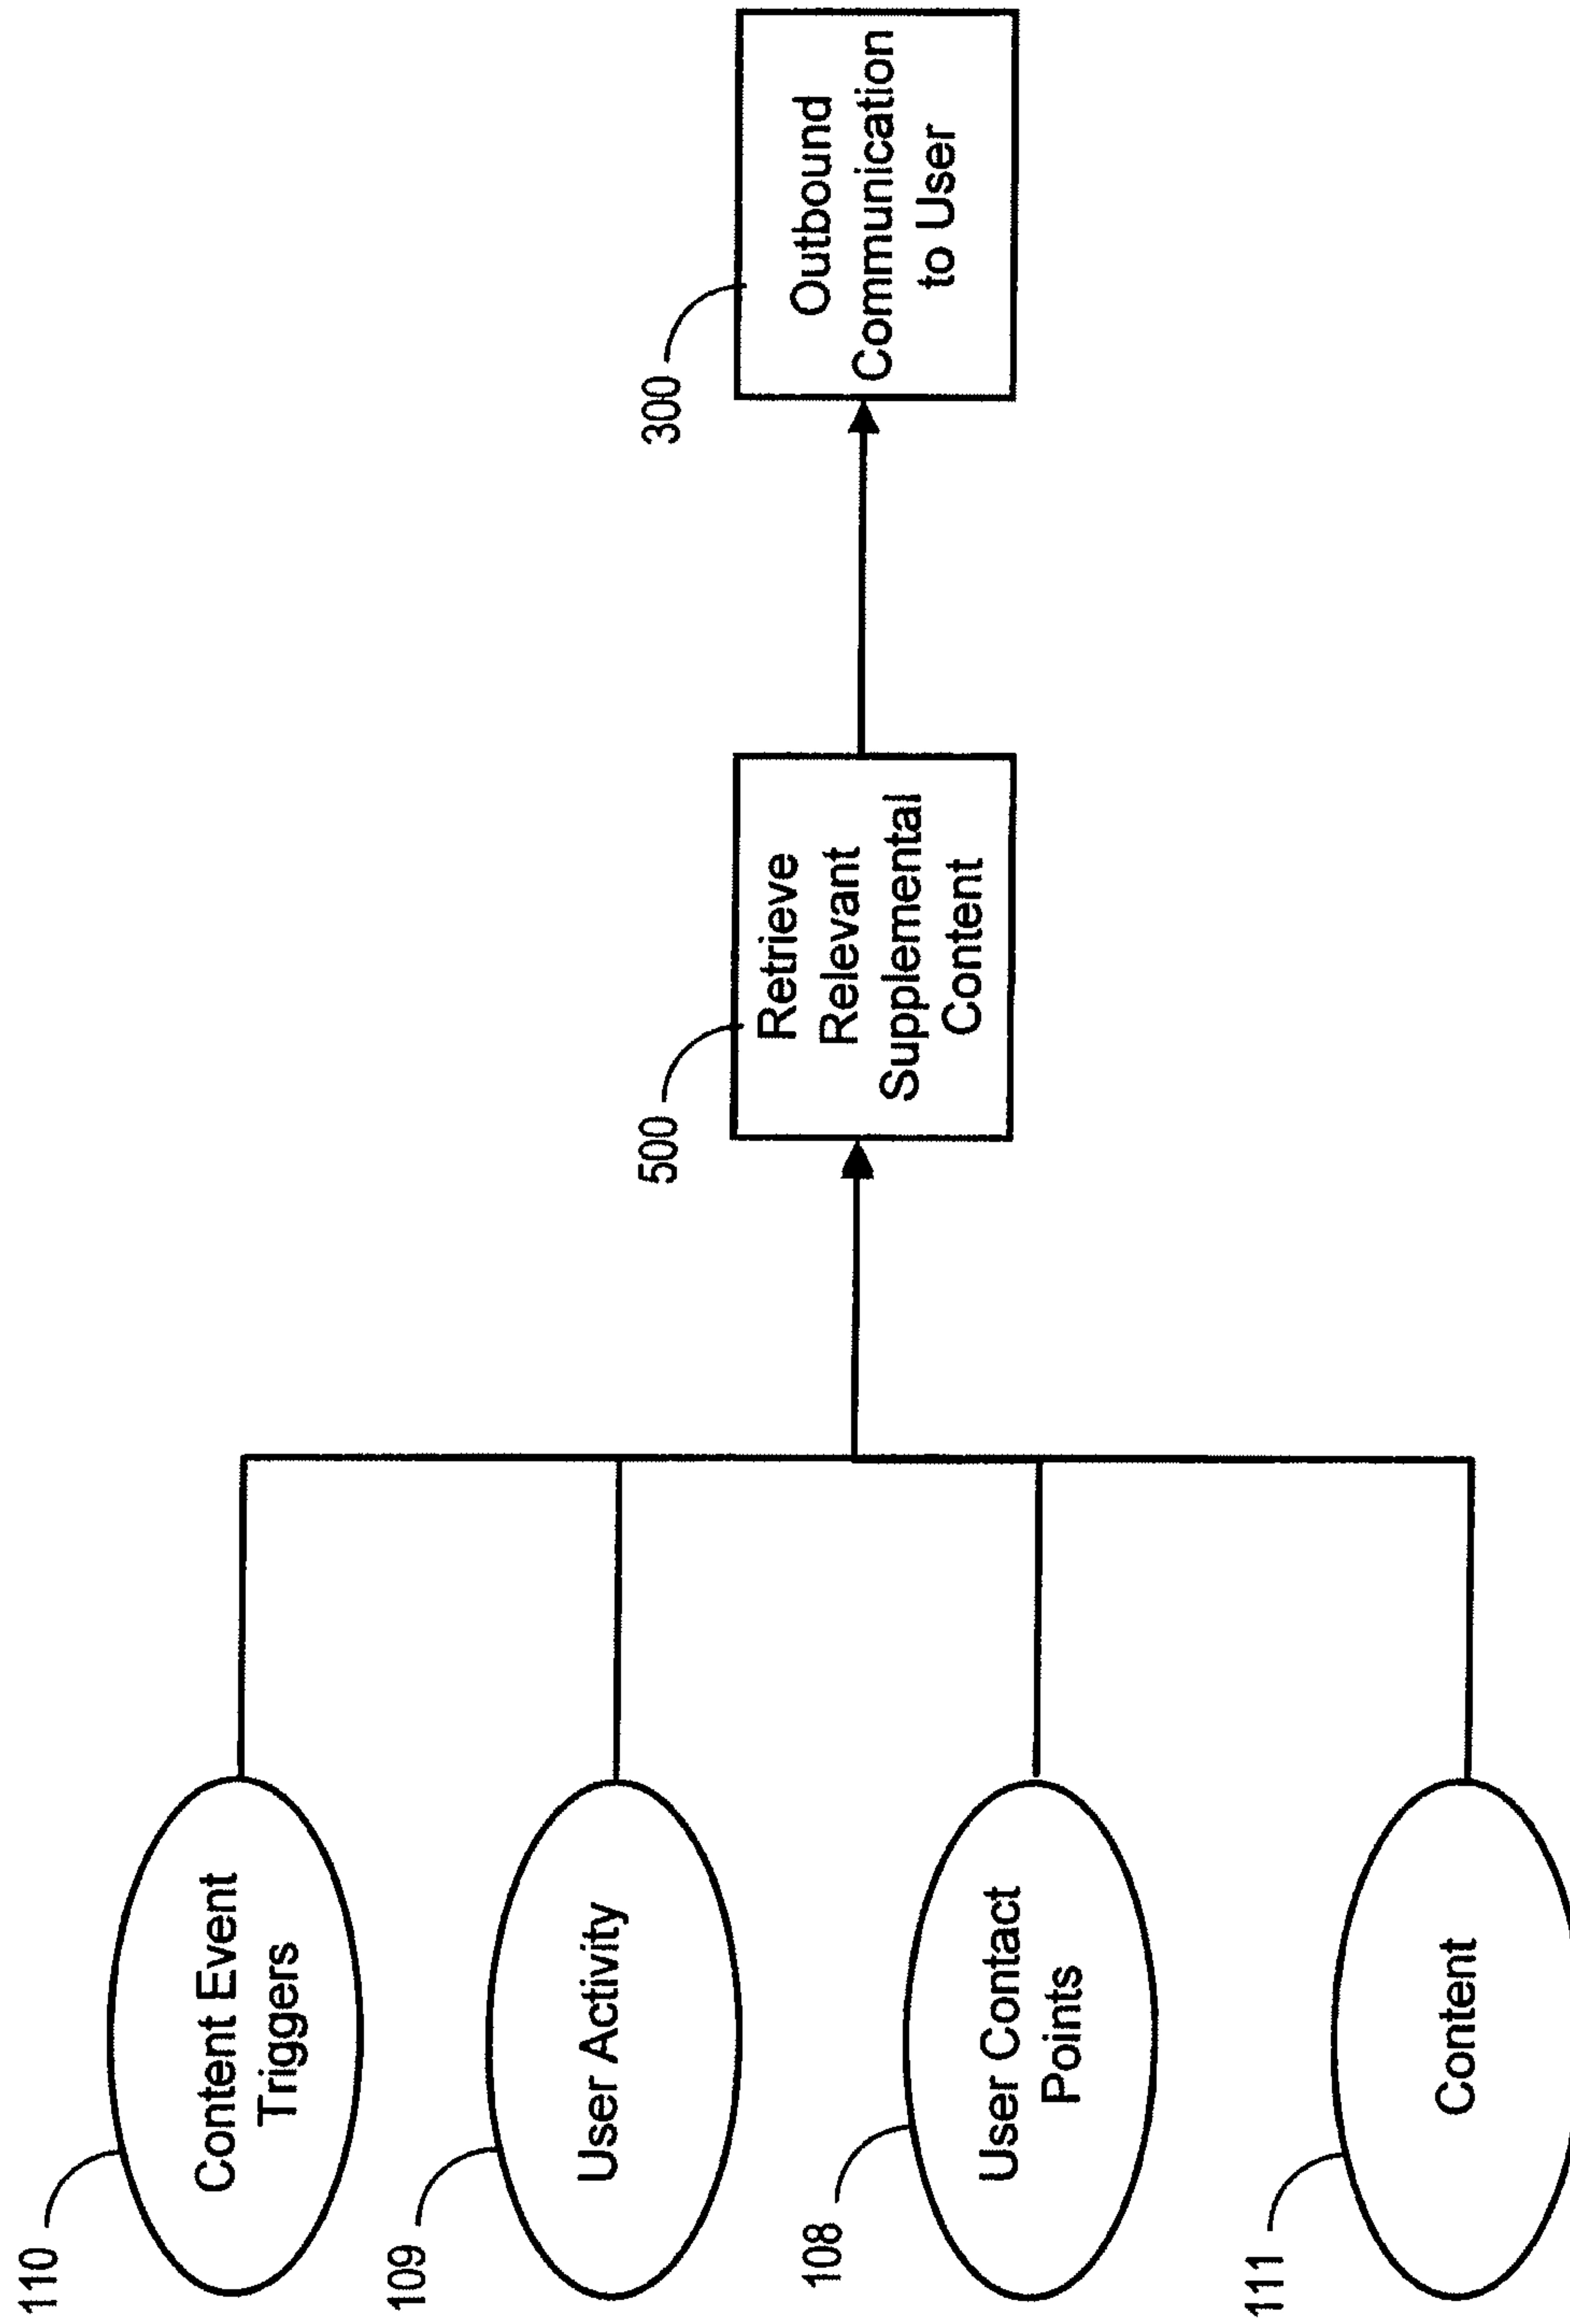 110
Content Event
Triggers
109
User Activity
108
User Contact
Points
111
Content
500
Retrieve
Relevant
Supplemental
Content
300
Outbound
Communication
to User